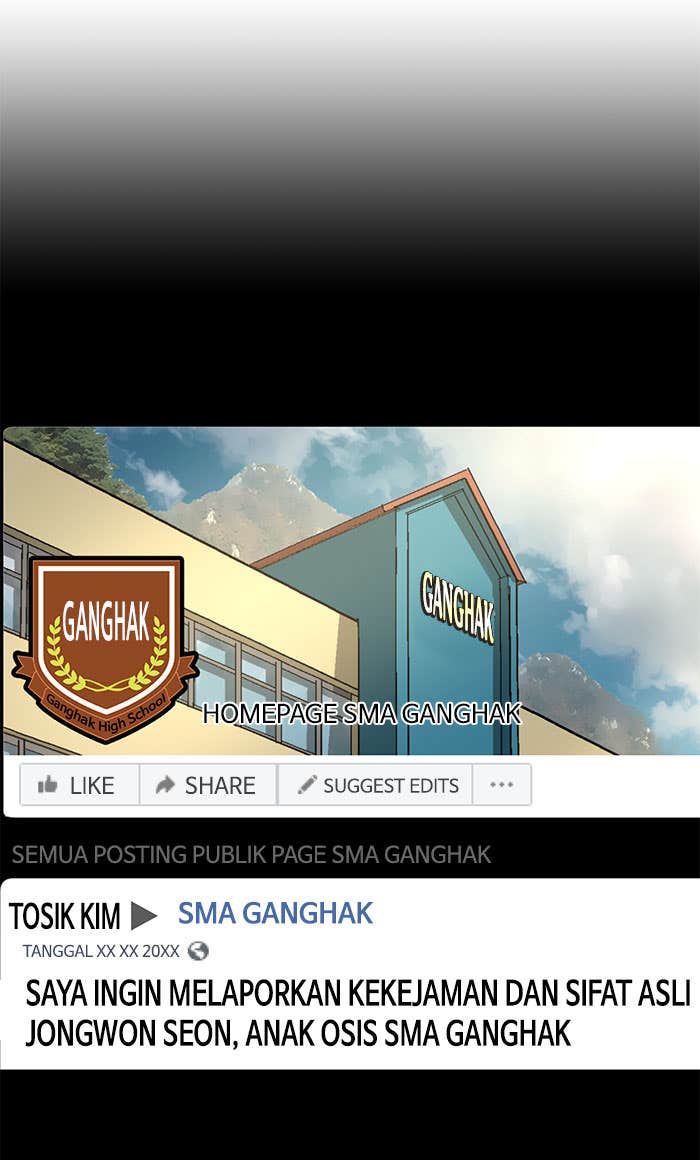 GANGHAK
GANGHAK
Ganghak High School
HOMEPAGE SMA GANGHAK
LIKE
SHARE
SUGGEST EDITS
...
SEMUA POSTING PUBLIK PAGE SMA GANGHAK
TOSIK KIM ▶ SMA GANGHAK
TANGGAL XX XX 20XX
SAYA INGIN MELAPORKAN KEKEJAMAN DAN SIFAT ASLI
JONGWON SEON, ANAK OSIS SMA GANGHAK